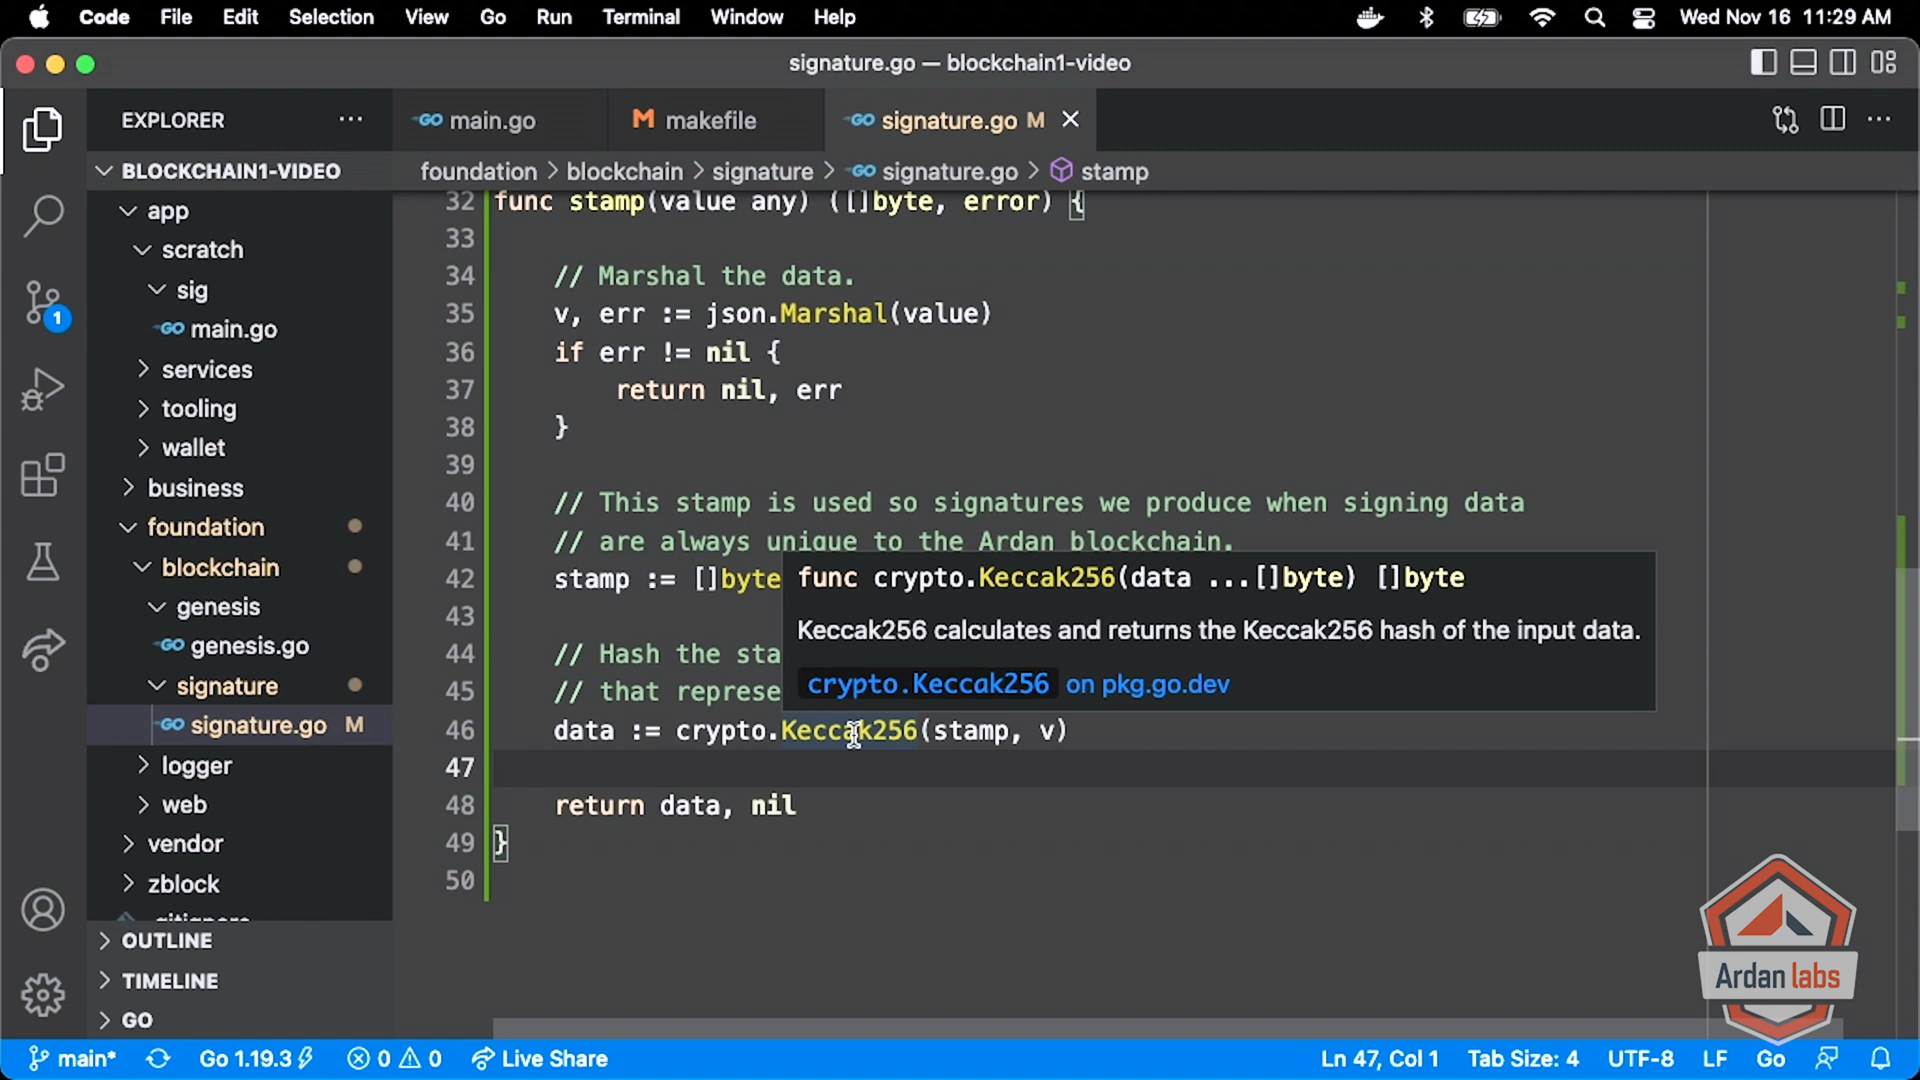 Code File Edit Selection View Go Run Terminal Window Help Wed Nov 16 11:29 AM
signature.go — blockchain1-video
EXPLORER
main.go
makefile
signature.go M
BLOCKCHAIN1-VIDEO
foundation > blockchain > signature > signature.go > stamp
app
scratch
sig
main.go
services
tooling
wallet
business
foundation
blockchain
genesis
genesis.go
signature
signature.go M
logger
web
vendor
zblock
.gitignore
OUTLINE
TIMELINE
GO
1
32 func stamp(value any) ([]byte, error) {
33
34 // Marshal the data.
35 v, err := json.Marshal(value)
36 if err != nil {
37 return nil, err
38 }
39
40 // This stamp is used so signatures we produce when signing data
41 // are always unique to the Ardan blockchain.
42 stamp := []byte
43
44 // Hash the sta
45 // that represe
46 data := crypto.Keccak256(stamp, v)
47
48 return data, nil
49 }
50
func crypto.Keccak256(data ...[]byte) []byte
Keccak256 calculates and returns the Keccak256 hash of the input data.
crypto.Keccak256 on pkg.go.dev
Ardan labs
main* Go 1.19.3 0 0 Live Share Ln 47, Col 1 Tab Size: 4 UTF-8 LF Go